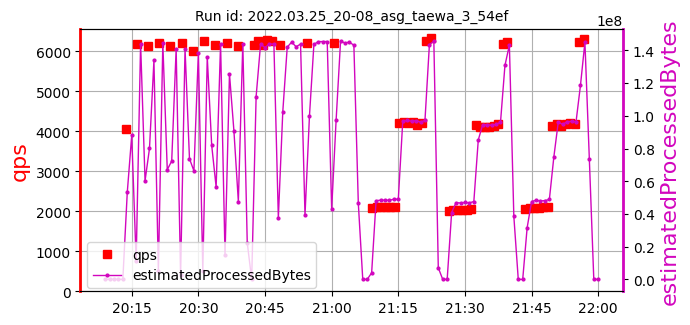 Run id: 2022.03.25_20-08_asg_taewa_3_54ef
1e8
6000
5000
4000
3000
2000
1000
0
qps
1.4
1.2
1.0
0.8
0.6
0.4
0.2
0.0
estimatedProcessedBytes
qps
estimatedProcessedBytes
20:15 20:30 20:45 21:00 21:15 21:30 21:45 22:00